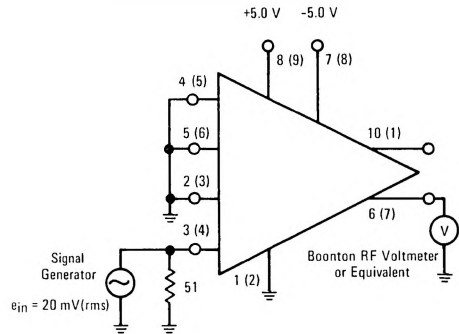 +5.0 V
-5.0 V
8 (9)
7 (8)
4 (5)
5 (6)
10 (1)
2 (3)
6 (7)
3 (4)
V
Signal
Generator
51
1 (2)
Boonton RF Voltmeter
or Equivalent
ein = 20 mV(rms)